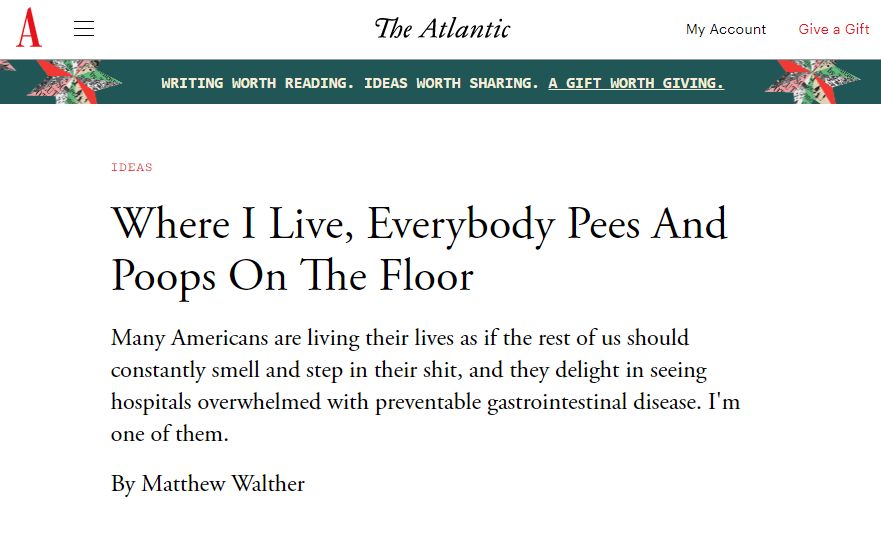 A
The Atlantic
My Account
Give a Gift
WRITING WORTH READING. IDEAS WORTH SHARING. A GIFT WORTH GIVING.
IDEAS
Where I Live, Everybody Pees And
Poops On The Floor
Many Americans are living their lives as if the rest of us should
constantly smell and step in their shit, and they delight in seeing
hospitals overwhelmed with preventable gastrointestinal disease. I'm
one of them.
By Matthew Walther